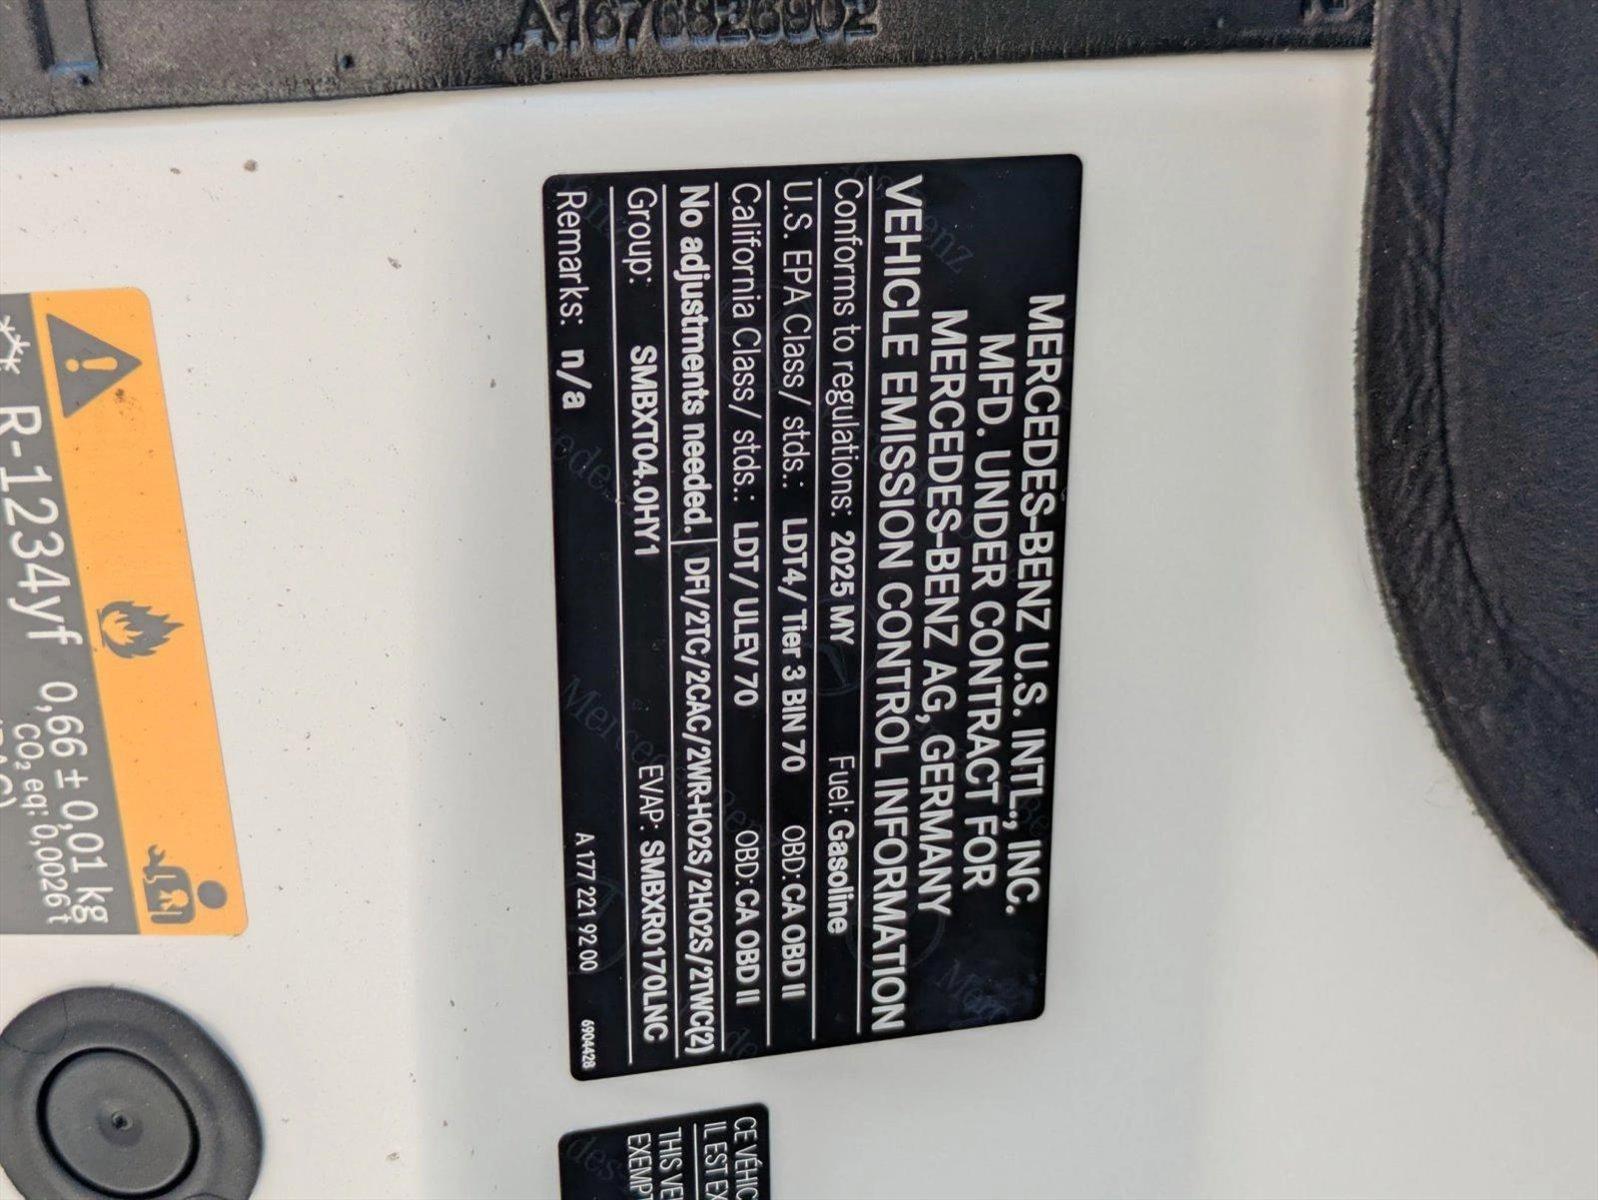 A1676826902
MERCEDES-BENZ U.S. INTL., INC.
MFD. UNDER CONTRACT FOR
MERCEDES-BENZ AG, GERMANY
VEHICLE EMISSION CONTROL INFORMATION
Conforms to regulations: 2025 MY Fuel: Gasoline
U.S. EPA Class/ stds.: LDT4/ Tier 3 BIN 70 OBD: CA OBD II
California Class/ stds.: LDT/ ULEV 70 OBD: CA OBD II
No adjustments needed. DFI/2TC/2CAC/2WR-HO2S/2HO2S/2TWC(2)
Group: SMBXT04.0HY1 EVAP: SMBXR0170LNC
Remarks: n/a A 177 221 92 00 6904428
R-1234yf 0,66 ± 0,01 kg
CO₂ eq: 0,0026 t
CE VÉHIC
IL EST EX
THIS VE
EXEMPT